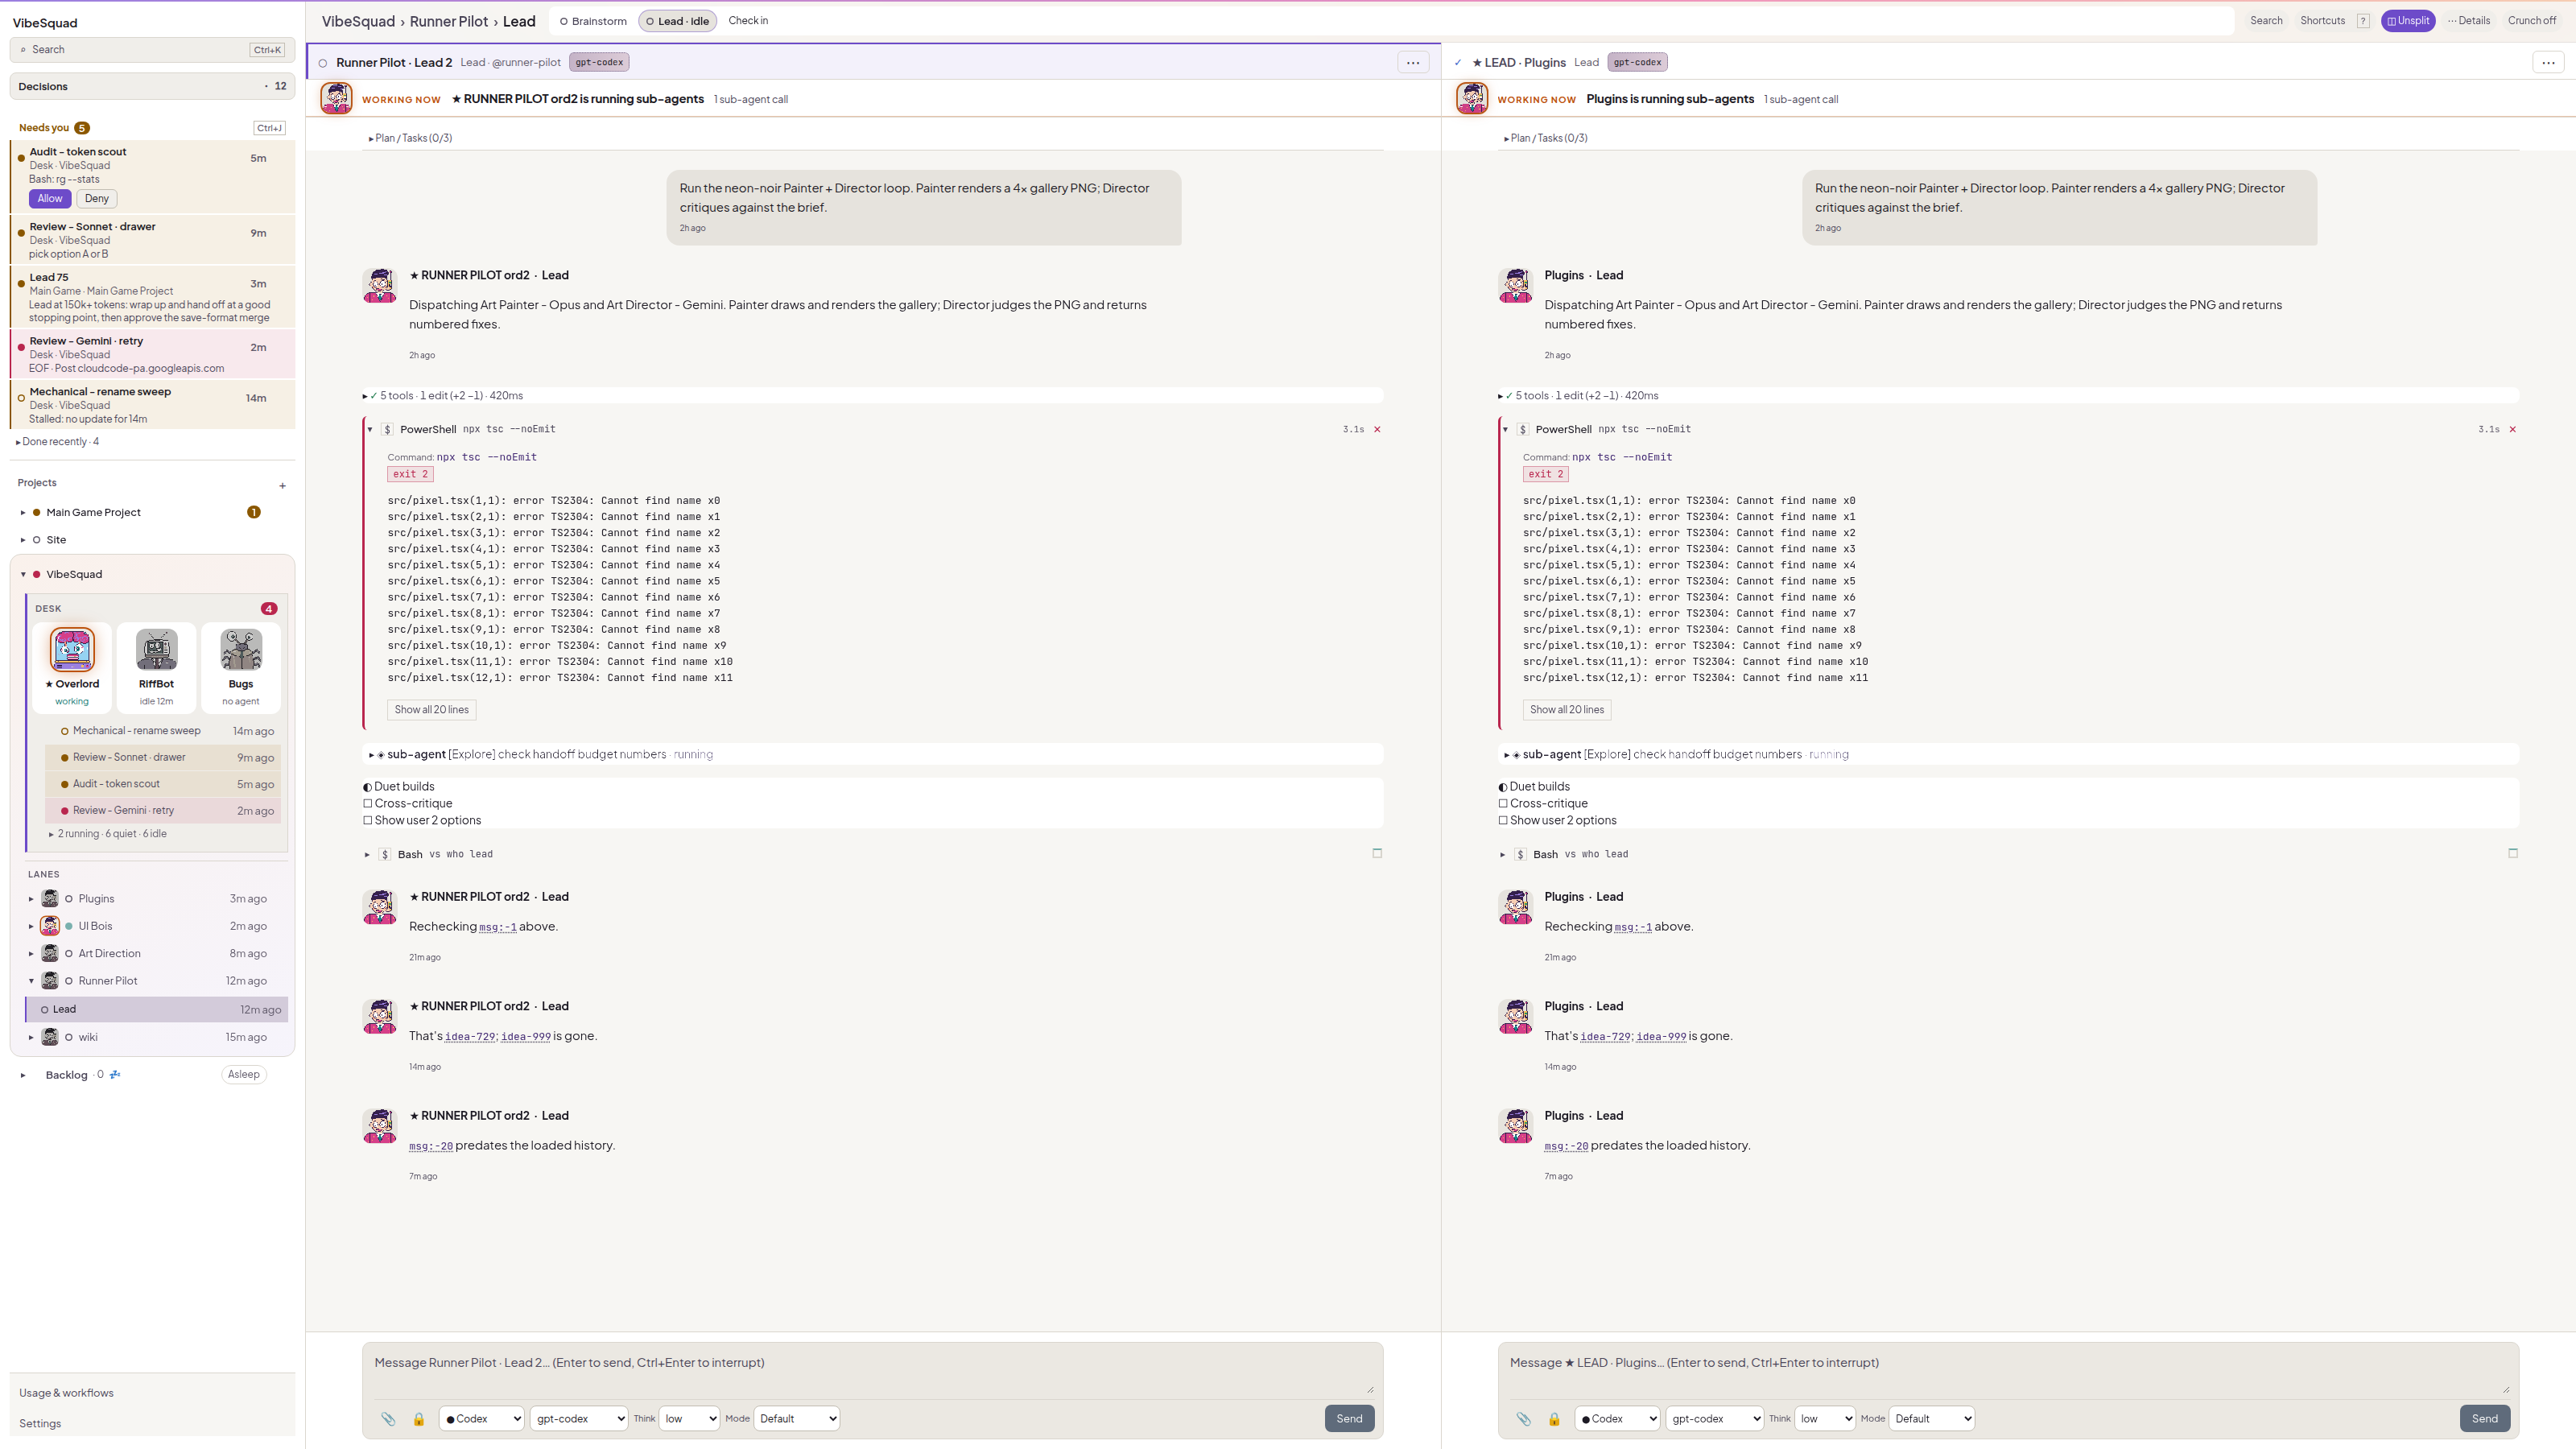 VibeSquad
Search Ctrl+K
Decisions · 12
Needs you 5 Ctrl+J
Audit - token scout 5m
Desk · VibeSquad
Bash: rg --stats
Allow Deny
Review - Sonnet · drawer 9m
Desk · VibeSquad
pick option A or B
Lead 75 3m
Main Game · Main Game Project
Lead at 150k+ tokens: wrap up and hand off at a good
stopping point, then approve the save-format merge
Review - Gemini · retry 2m
Desk · VibeSquad
EOF · Post cloudcode-pa.googleapis.com
Mechanical - rename sweep 14m
Desk · VibeSquad
Stalled: no update for 14m
▸ Done recently · 4
Projects +
▸ Main Game Project 1
▸ Site
▾ VibeSquad
DESK 4
★ Overlord RiffBot Bugs
working idle 12m no agent
Mechanical - rename sweep 14m ago
Review - Sonnet · drawer 9m ago
Audit - token scout 5m ago
Review - Gemini · retry 2m ago
▸ 2 running · 6 quiet · 6 idle
LANES
▸ Plugins 3m ago
▸ UI Bois 2m ago
▸ Art Direction 8m ago
▾ Runner Pilot 12m ago
Lead 12m ago
▸ wiki 15m ago
▸ Backlog · 0 💤 Asleep
Usage & workflows
Settings
VibeSquad › Runner Pilot › Lead Brainstorm Lead · Idle Check in Search Shortcuts ? Unsplit ··· Details Crunch off
Runner Pilot · Lead 2 Lead · @runner-pilot gpt-codex ···
WORKING NOW ★ RUNNER PILOT ord2 is running sub-agents 1 sub-agent call
▸ Plan / Tasks (0/3)
Run the neon-noir Painter + Director loop. Painter renders a 4× gallery PNG; Director
critiques against the brief.
2h ago
★ RUNNER PILOT ord2 · Lead
Dispatching Art Painter - Opus and Art Director - Gemini. Painter draws and renders the gallery; Director judges the PNG and returns
numbered fixes.
2h ago
▸ ✓ 5 tools · 1 edit (+2 −1) · 420ms
▾ $ PowerShell npx tsc --noEmit 3.1s ✕
Command: npx tsc --noEmit
exit 2
src/pixel.tsx(1,1): error TS2304: Cannot find name x0
src/pixel.tsx(2,1): error TS2304: Cannot find name x1
src/pixel.tsx(3,1): error TS2304: Cannot find name x2
src/pixel.tsx(4,1): error TS2304: Cannot find name x3
src/pixel.tsx(5,1): error TS2304: Cannot find name x4
src/pixel.tsx(6,1): error TS2304: Cannot find name x5
src/pixel.tsx(7,1): error TS2304: Cannot find name x6
src/pixel.tsx(8,1): error TS2304: Cannot find name x7
src/pixel.tsx(9,1): error TS2304: Cannot find name x8
src/pixel.tsx(10,1): error TS2304: Cannot find name x9
src/pixel.tsx(11,1): error TS2304: Cannot find name x10
src/pixel.tsx(12,1): error TS2304: Cannot find name x11
Show all 20 lines
▸ ◈ sub-agent [Explore] check handoff budget numbers · running
◐ Duet builds
☐ Cross-critique
☐ Show user 2 options
▸ $ Bash vs who lead
★ RUNNER PILOT ord2 · Lead
Rechecking msg:-1 above.
21m ago
★ RUNNER PILOT ord2 · Lead
That's idea-729; idea-999 is gone.
14m ago
★ RUNNER PILOT ord2 · Lead
msg:-20 predates the loaded history.
7m ago
Message Runner Pilot · Lead 2… (Enter to send, Ctrl+Enter to interrupt)
📎 🔒 ● Codex gpt-codex Think low Mode Default Send
✓ ★ LEAD · Plugins Lead gpt-codex ···
WORKING NOW Plugins is running sub-agents 1 sub-agent call
▸ Plan / Tasks (0/3)
Run the neon-noir Painter + Director loop. Painter renders a 4× gallery PNG; Director
critiques against the brief.
2h ago
Plugins · Lead
Dispatching Art Painter - Opus and Art Director - Gemini. Painter draws and renders the gallery; Director judges the PNG and returns
numbered fixes.
2h ago
▸ ✓ 5 tools · 1 edit (+2 −1) · 420ms
▾ $ PowerShell npx tsc --noEmit 3.1s ✕
Command: npx tsc --noEmit
exit 2
src/pixel.tsx(1,1): error TS2304: Cannot find name x0
src/pixel.tsx(2,1): error TS2304: Cannot find name x1
src/pixel.tsx(3,1): error TS2304: Cannot find name x2
src/pixel.tsx(4,1): error TS2304: Cannot find name x3
src/pixel.tsx(5,1): error TS2304: Cannot find name x4
src/pixel.tsx(6,1): error TS2304: Cannot find name x5
src/pixel.tsx(7,1): error TS2304: Cannot find name x6
src/pixel.tsx(8,1): error TS2304: Cannot find name x7
src/pixel.tsx(9,1): error TS2304: Cannot find name x8
src/pixel.tsx(10,1): error TS2304: Cannot find name x9
src/pixel.tsx(11,1): error TS2304: Cannot find name x10
src/pixel.tsx(12,1): error TS2304: Cannot find name x11
Show all 20 lines
▸ ◈ sub-agent [Explore] check handoff budget numbers · running
◐ Duet builds
☐ Cross-critique
☐ Show user 2 options
▸ $ Bash vs who lead
Plugins · Lead
Rechecking msg:-1 above.
21m ago
Plugins · Lead
That's idea-729; idea-999 is gone.
14m ago
Plugins · Lead
msg:-20 predates the loaded history.
7m ago
Message ★ LEAD · Plugins… (Enter to send, Ctrl+Enter to interrupt)
📎 🔒 ● Codex gpt-codex Think low Mode Default Send